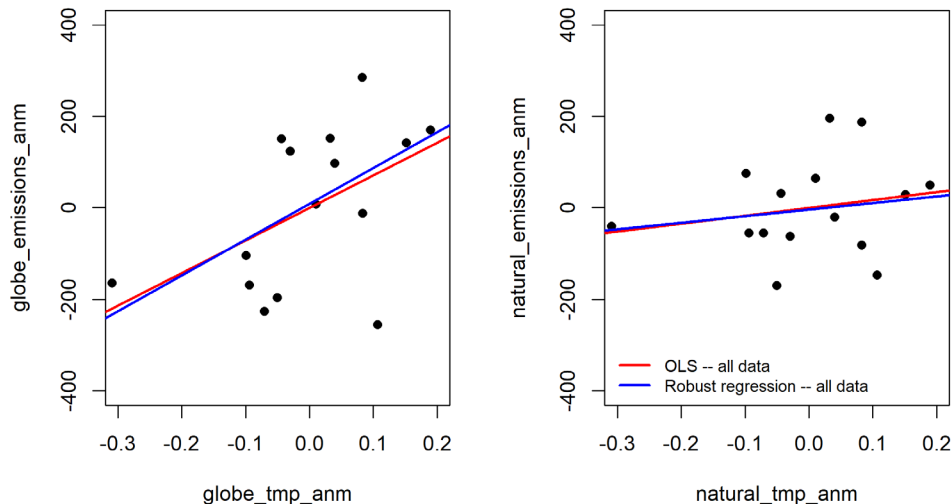 400
200
0
-200
-400
globe_emissions_anm
-0.3 -0.2 -0.1 0.0 0.1 0.2
globe_tmp_anm
400
200
0
-200
-400
natural_emissions_anm
OLS -- all data
Robust regression -- all data
-0.3 -0.2 -0.1 0.0 0.1 0.2
natural_tmp_anm